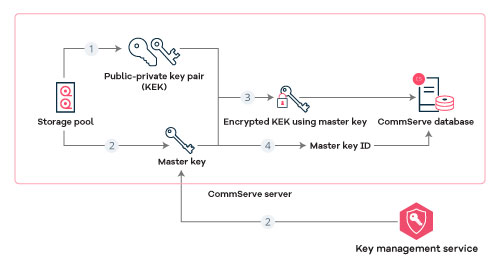 1
Public-private key pair
(KEK)
3
Storage pool
Encrypted KEK using master key
CommServe database
2
4
Master key ID
Master key
CommServe server
2
Key management service